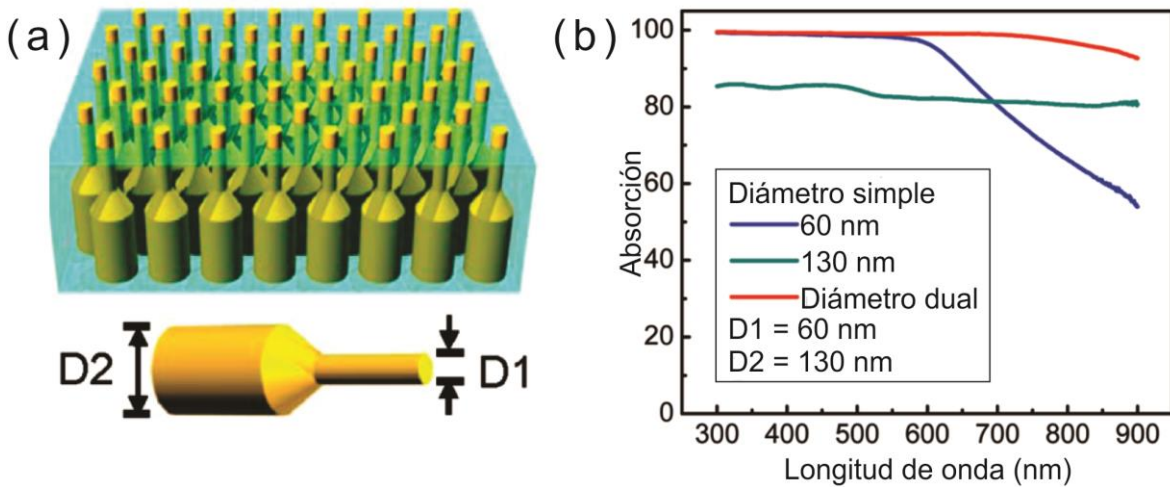 (a)
D2
D1
(b)
Absorción
100
80
60
40
20
0
Diámetro simple
60 nm
130 nm
Diámetro dual
D1 = 60 nm
D2 = 130 nm
300 400 500 600 700 800 900
Longitud de onda (nm)